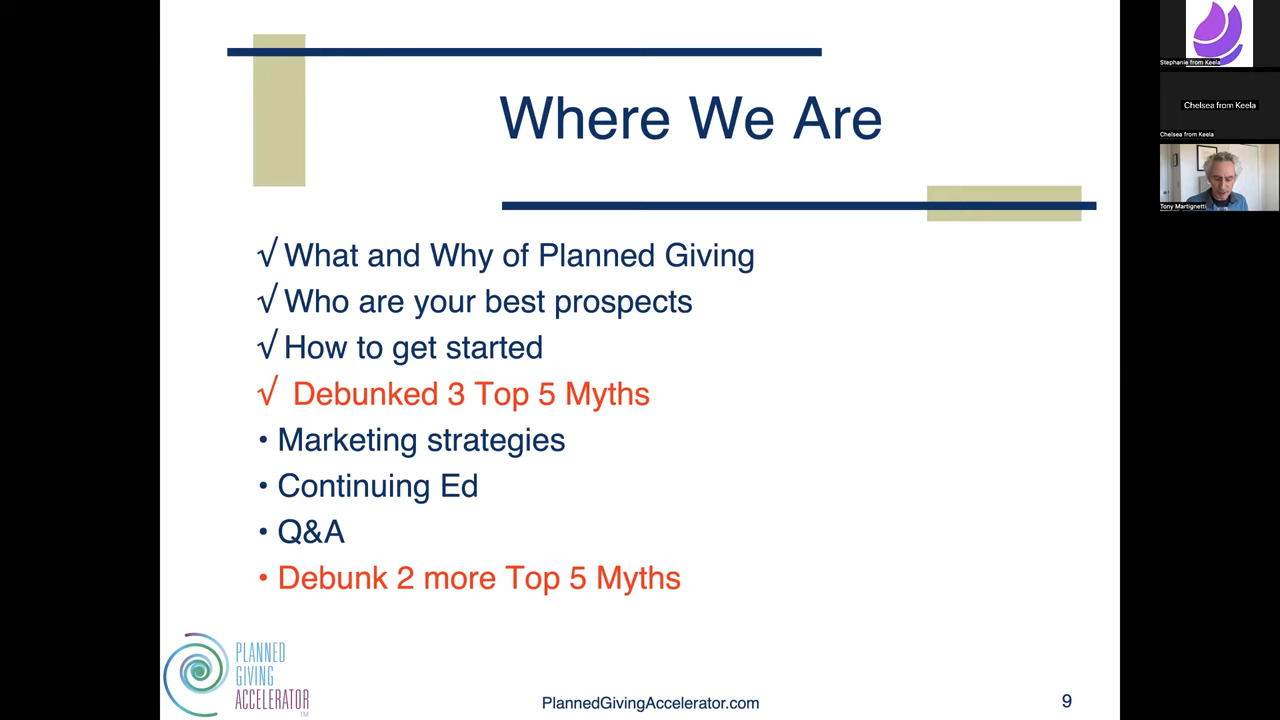 Where We Are
√ What and Why of Planned Giving
√ Who are your best prospects
√ How to get started
√ Debunked 3 Top 5 Myths
• Marketing strategies
• Continuing Ed
• Q&A
• Debunk 2 more Top 5 Myths
PLANNED
GIVING
ACCELERATOR
TM
PlannedGivingAccelerator.com
9
Stephanie from Keela
Chelsea from Keela
Chelsea from Keela
Tony Martignetti